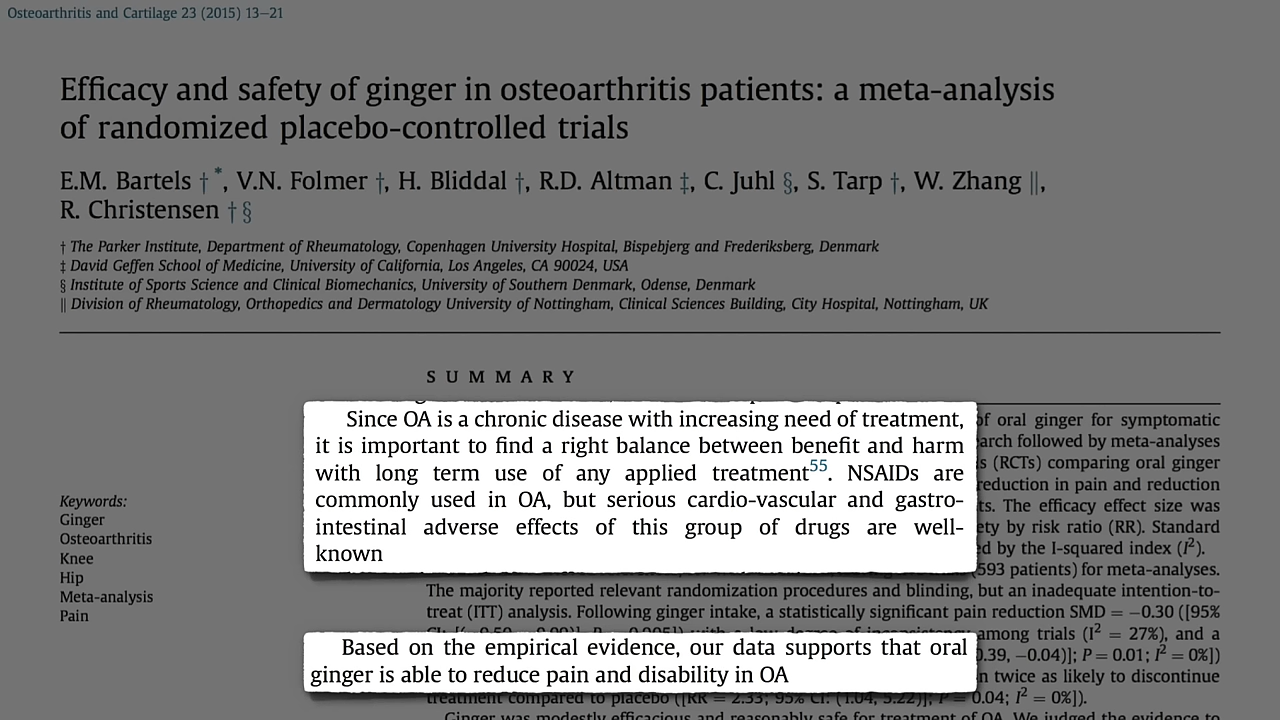 Osteoarthritis and Cartilage 23 (2015) 13–21
Efficacy and safety of ginger in osteoarthritis patients: a meta-analysis
of randomized placebo-controlled trials
E.M. Bartels † *, V.N. Folmer †, H. Bliddal †, R.D. Altman ‡, C. Juhl §, S. Tarp †, W. Zhang ||,
R. Christensen † §
† The Parker Institute, Department of Rheumatology, Copenhagen University Hospital, Bispebjerg and Frederiksberg, Denmark
‡ David Geffen School of Medicine, University of California, Los Angeles, CA 90024, USA
§ Institute of Sports Science and Clinical Biomechanics, University of Southern Denmark, Odense, Denmark
|| Division of Rheumatology, Orthopedics and Dermatology University of Nottingham, Clinical Sciences Building, City Hospital, Nottingham, UK
SUMMARY
Keywords:
Ginger
Osteoarthritis
Knee
Hip
Meta-analysis
Pain
Since OA is a chronic disease with increasing need of treatment,
it is important to find a right balance between benefit and harm
with long term use of any applied treatment55. NSAIDs are
commonly used in OA, but serious cardio-vascular and gastro-
intestinal adverse effects of this group of drugs are well-
known
of oral ginger for symptomatic
arch followed by meta-analyses
s (RCTs) comparing oral ginger
reduction in pain and reduction
ts. The efficacy effect size was
ety by risk ratio (RR). Standard
d by the I-squared index (I2).
593 patients) for meta-analyses.
The majority reported relevant randomization procedures and blinding, but an inadequate intention-to-
treat (ITT) analysis. Following ginger intake, a statistically significant pain reduction SMD = −0.30 ([95%
among trials (I2 = 27%), and a
0.39, −0.04)]; P = 0.01; I2 = 0%])
n twice as likely to discontinue
Based on the empirical evidence, our data supports that oral
ginger is able to reduce pain and disability in OA
treatment compared to placebo ([RR = 2.33; 95% CI: (1.04, 5.22)]; P = 0.04; I2 = 0%]).
Ginger was modestly efficacious and reasonably safe for treatment of OA. We judged the evidence to